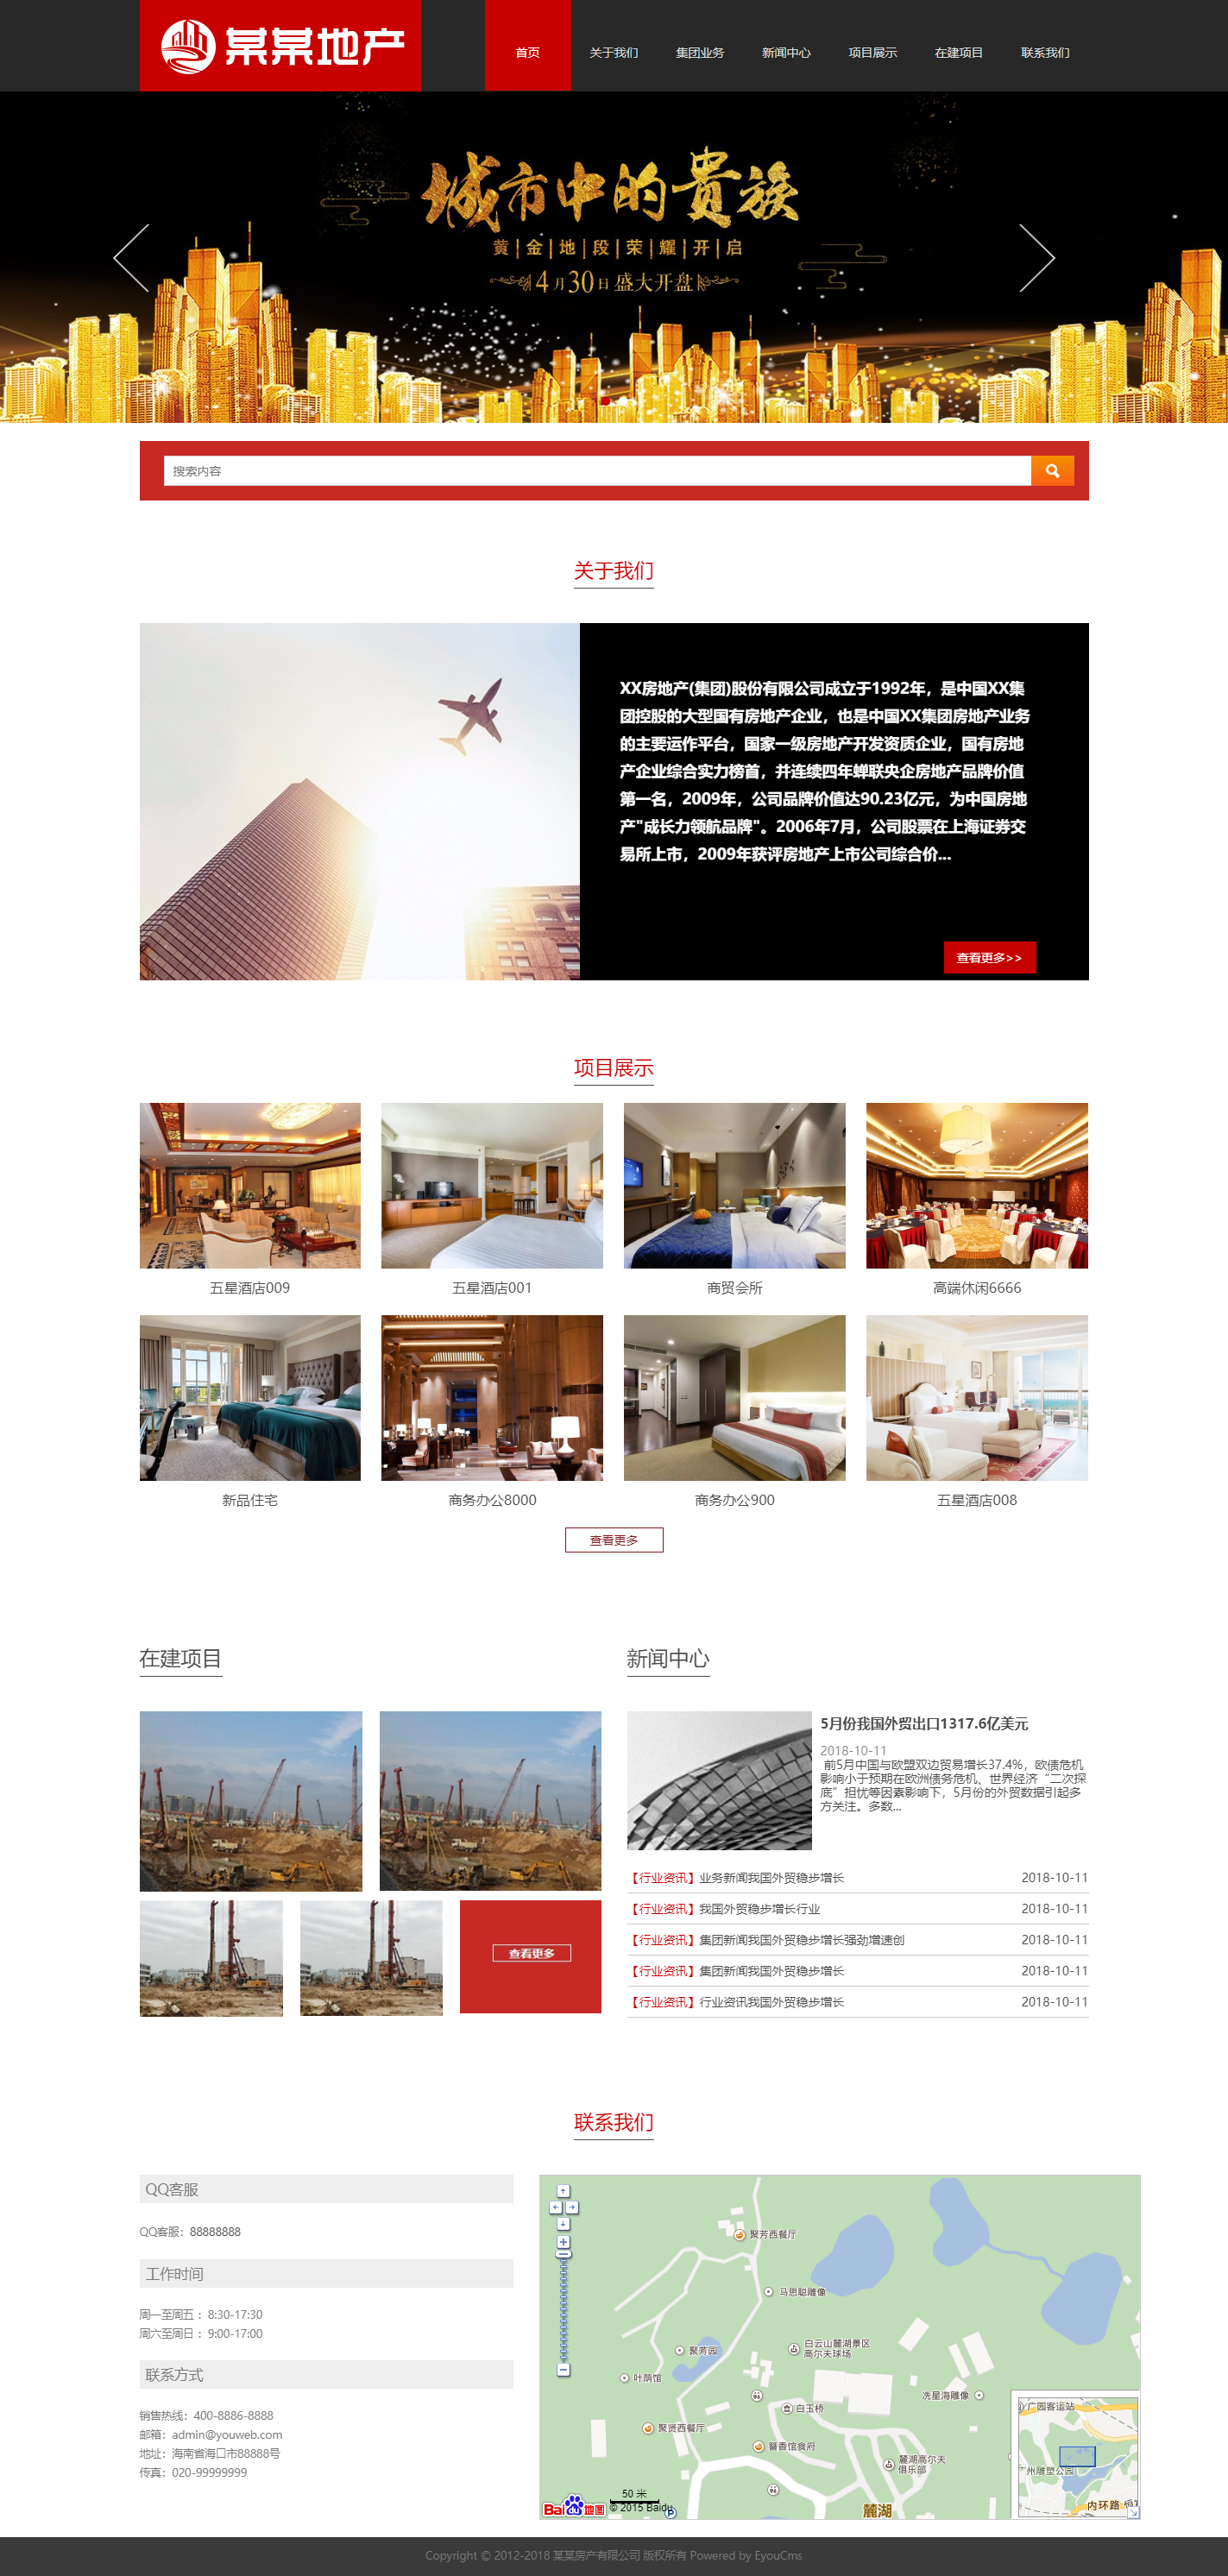 某某地产
首页 关于我们 集团业务 新闻中心 项目展示 在建项目 联系我们
城市中的贵族
黄|金|地|段|荣|耀|开|启
4月30日盛大开盘
搜索内容
关于我们
XX房地产(集团)股份有限公司成立于1992年，是中国XX集
团控股的大型国有房地产企业，也是中国XX集团房地产业务
的主要运作平台，国家一级房地产开发资质企业，国有房地
产企业综合实力榜首，并连续四年蝉联央企房地产品牌价值
第一名，2009年，公司品牌价值达90.23亿元，为中国房地
产"成长力领航品牌"。2006年7月，公司股票在上海证券交
易所上市，2009年获评房地产上市公司综合价...
查看更多>>
项目展示
五星酒店009 五星酒店001 商贸会所 高端休闲6666
新品住宅 商务办公8000 商务办公900 五星酒店008
查看更多
在建项目
查看更多
新闻中心
5月份我国外贸出口1317.6亿美元
2018-10-11
前5月中国与欧盟双边贸易增长37.4%，欧债危机
影响小于预期在欧洲债务危机、世界经济“二次探
底”担忧等因素影响下，5月份的外贸数据引起多
方关注。多数...
【行业资讯】业务新闻我国外贸稳步增长 2018-10-11
【行业资讯】我国外贸稳步增长行业 2018-10-11
【行业资讯】集团新闻我国外贸稳步增长强劲增速创 2018-10-11
【行业资讯】集团新闻我国外贸稳步增长 2018-10-11
【行业资讯】行业资讯我国外贸稳步增长 2018-10-11
联系我们
QQ客服
QQ客服：88888888
工作时间
周一至周五 ：8:30-17:30
周六至周日 ：9:00-17:00
联系方式
销售热线：400-8886-8888
邮箱：admin@youweb.com
地址：海南省海口市88888号
传真：020-99999999
聚芳西餐厅
马思聪雕像
聚芳园
白云山麓湖景区
高尔夫球场
叶荫馆
冼星海雕像
白玉桥
聚贤西餐厅
馨香馆食府
麓湖高尔夫
俱乐部
麓湖
广园客运站
广州雕塑公园
内环路
50 米
© 2015 Baidu
Bai 地图
P
Copyright © 2012-2018 某某房产有限公司 版权所有 Powered by EyouCms